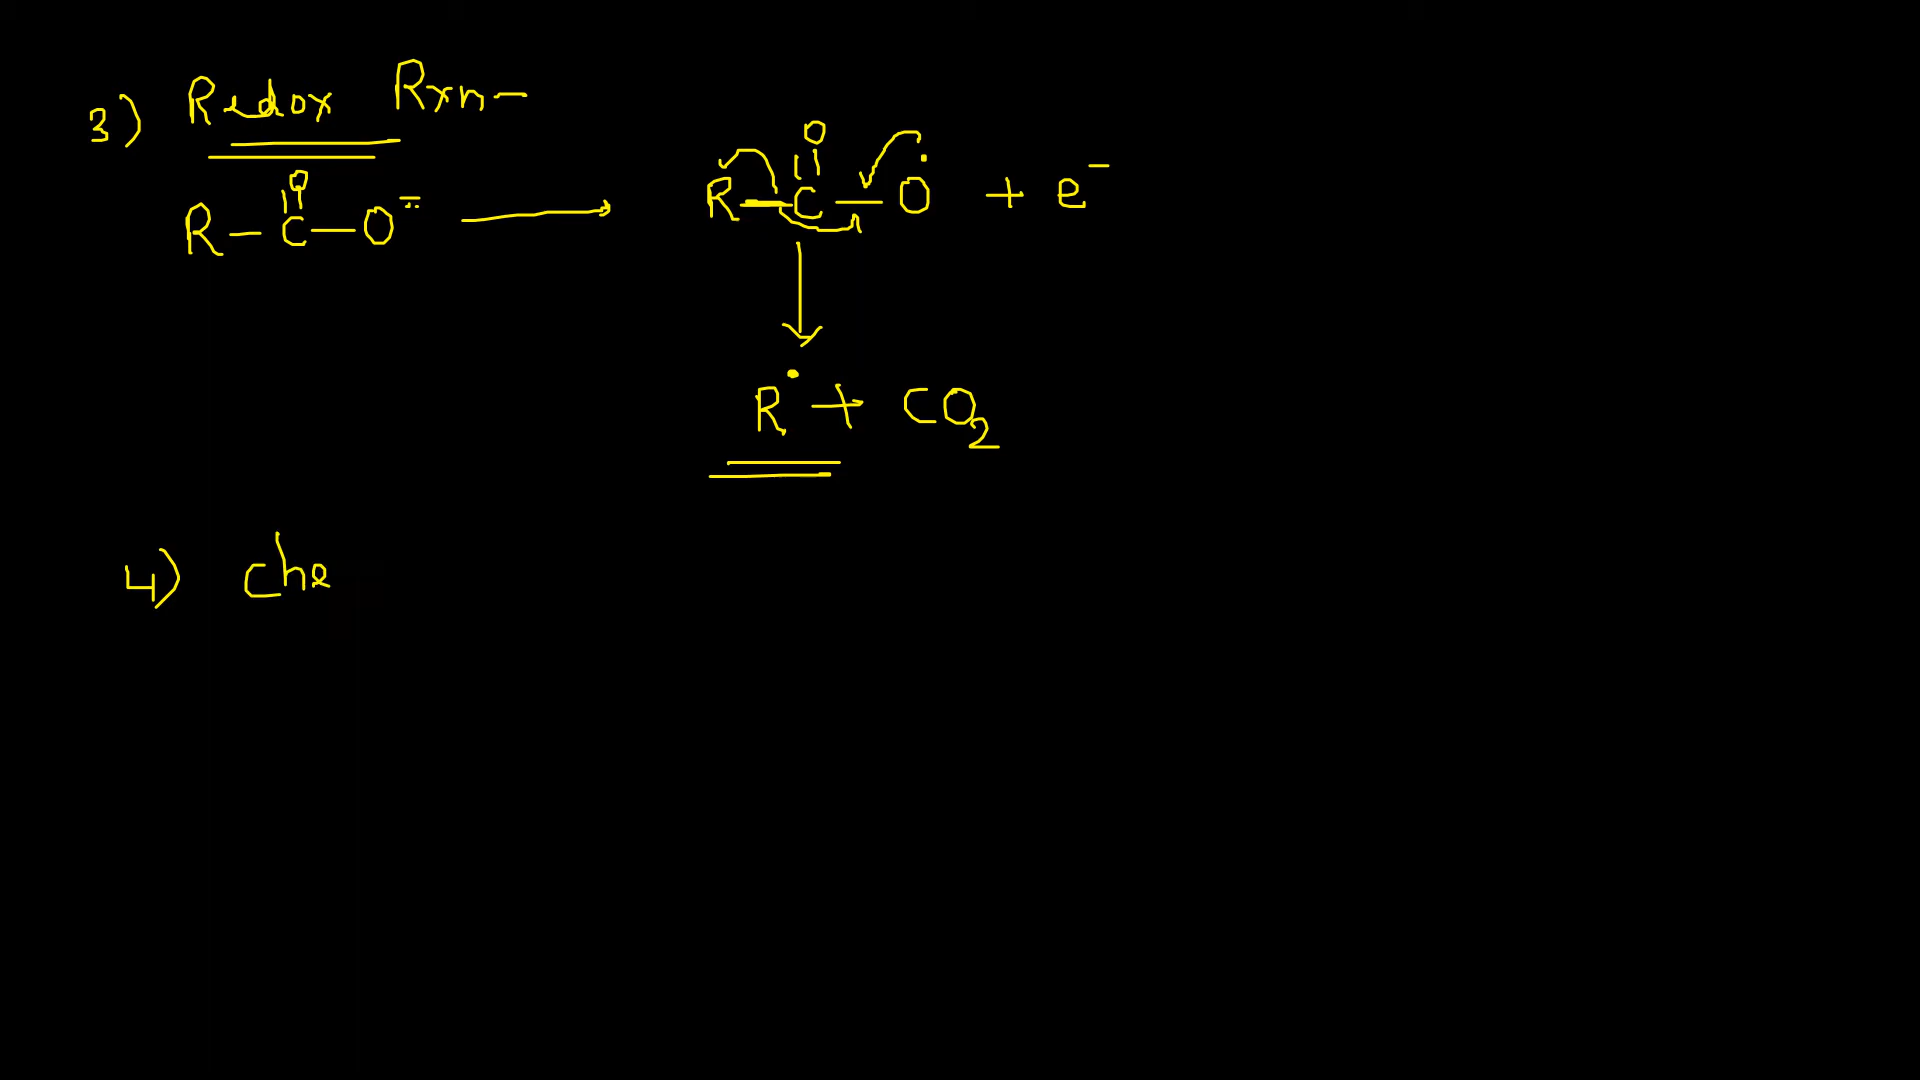 3) Redox Rxn-
R-C(=O)-O⁻ → R-C(=O)-O• + e⁻
↓
R• + CO₂
4) Che